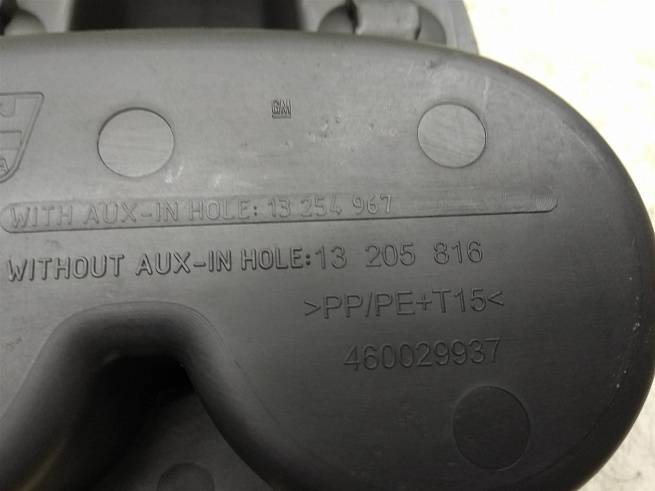 GM
WITH AUX-IN HOLE: 13 254 967
WITHOUT AUX-IN HOLE: 13 205 816
>PP/PE+T15<
460029937